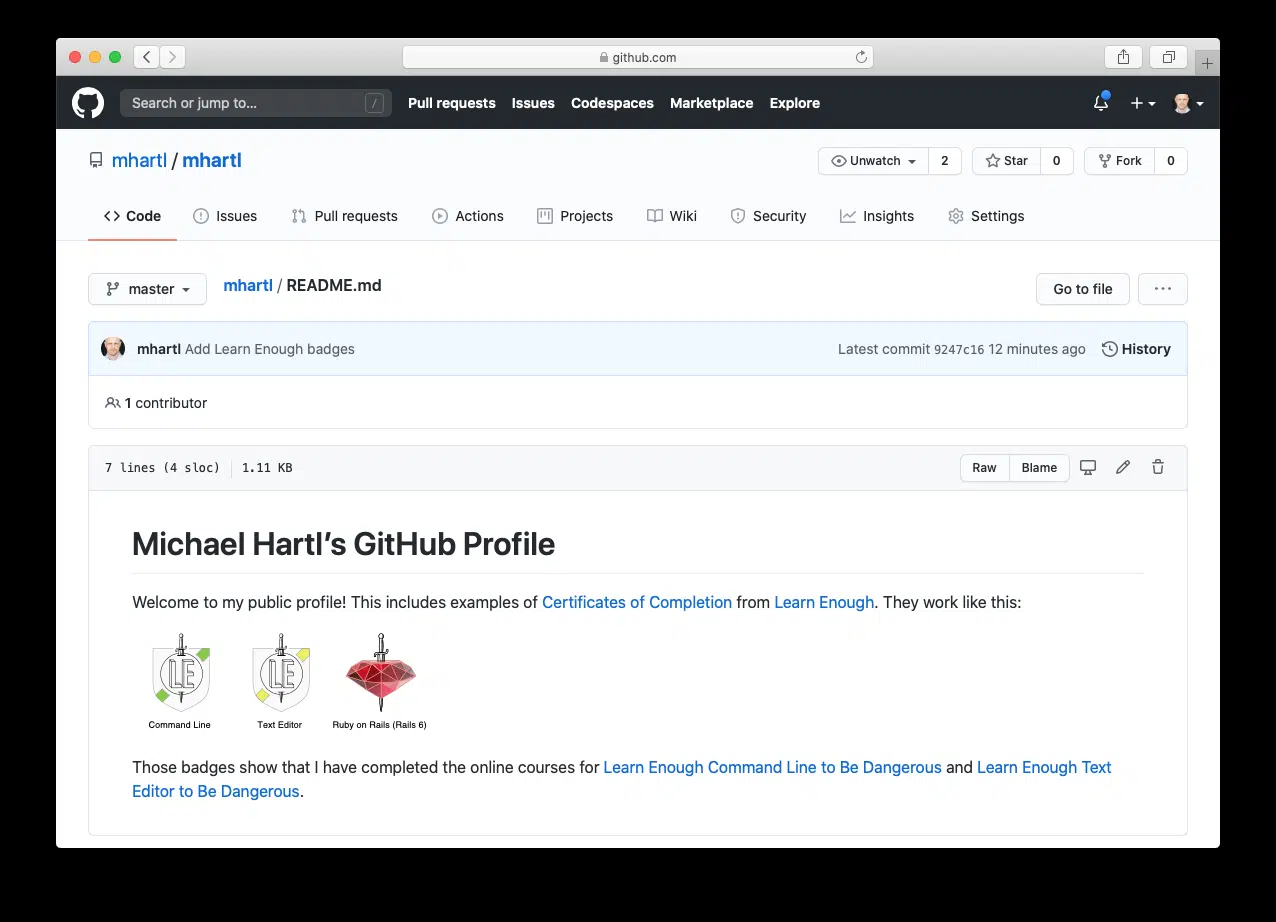 github.com
Search or jump to... / Pull requests Issues Codespaces Marketplace Explore
mhartl / mhartl Unwatch 2 Star 0 Fork 0
Code Issues Pull requests Actions Projects Wiki Security Insights Settings
master mhartl / README.md Go to file ...
mhartl Add Learn Enough badges Latest commit 9247c16 12 minutes ago History
1 contributor
7 lines (4 sloc) 1.11 KB Raw Blame
Michael Hartl’s GitHub Profile
Welcome to my public profile! This includes examples of Certificates of Completion from Learn Enough. They work like this:
LE LE
Command Line Text Editor Ruby on Rails (Rails 6)
Those badges show that I have completed the online courses for Learn Enough Command Line to Be Dangerous and Learn Enough Text
Editor to Be Dangerous.